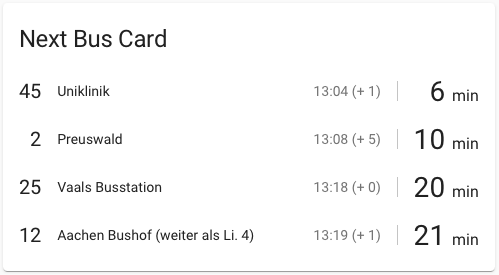 Next Bus Card
45 Uniklinik 13:04 (+ 1) 6 min
2 Preuswald 13:08 (+ 5) 10 min
25 Vaals Busstation 13:18 (+ 0) 20 min
12 Aachen Bushof (weiter als Li. 4) 13:19 (+ 1) 21 min